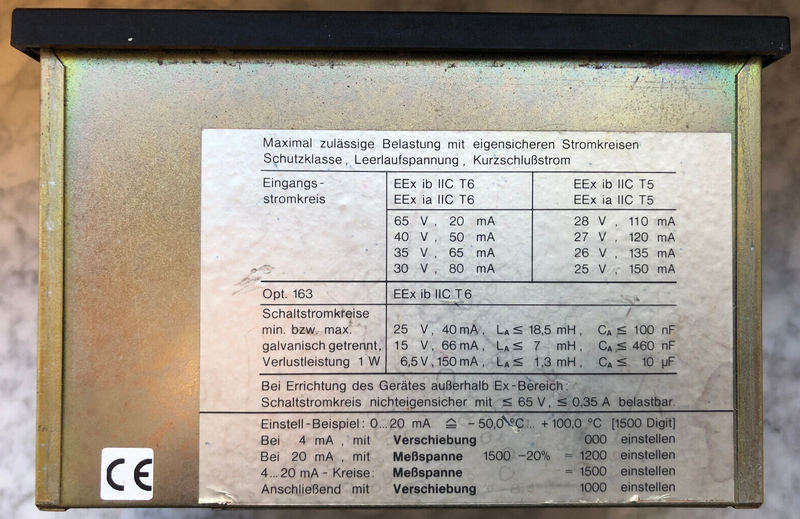 Maximal zulässige Belastung mit eigensicheren Stromkreisen
Schutzklasse, Leerlaufspannung, Kurzschlußstrom
Eingangs- EEx ib IIC T6 EEx ib IIC T5
stromkreis EEx ia IIC T6 EEx ia IIC T5
65 V, 20 mA 28 V, 110 mA
40 V, 50 mA 27 V, 120 mA
35 V, 65 mA 26 V, 135 mA
30 V, 80 mA 25 V, 150 mA
Opt. 163 EEx ib IIC T6
Schaltstromkreise
min. bzw. max. 25 V, 40 mA, LA ≤ 18,5 mH, CA ≤ 100 nF
galvanisch getrennt, 15 V, 66 mA, LA ≤ 7 mH, CA ≤ 460 nF
Verlustleistung 1 W 6,5 V, 150 mA, LA ≤ 1,3 mH, CA ≤ 10 µF
Bei Errichtung des Gerätes außerhalb Ex-Bereich:
Schaltstromkreis nichteigensicher mit ≤ 65 V, ≤ 0,35 A belastbar.
Einstell-Beispiel: 0...20 mA ≙ -50,0 °C... +100,0 °C [1500 Digit]
Bei 4 mA, mit Verschiebung 000 einstellen
Bei 20 mA, mit Meßspanne 1500 -20% = 1200 einstellen
4...20 mA - Kreise: Meßspanne = 1500 einstellen
Anschließend mit Verschiebung 1000 einstellen
CE